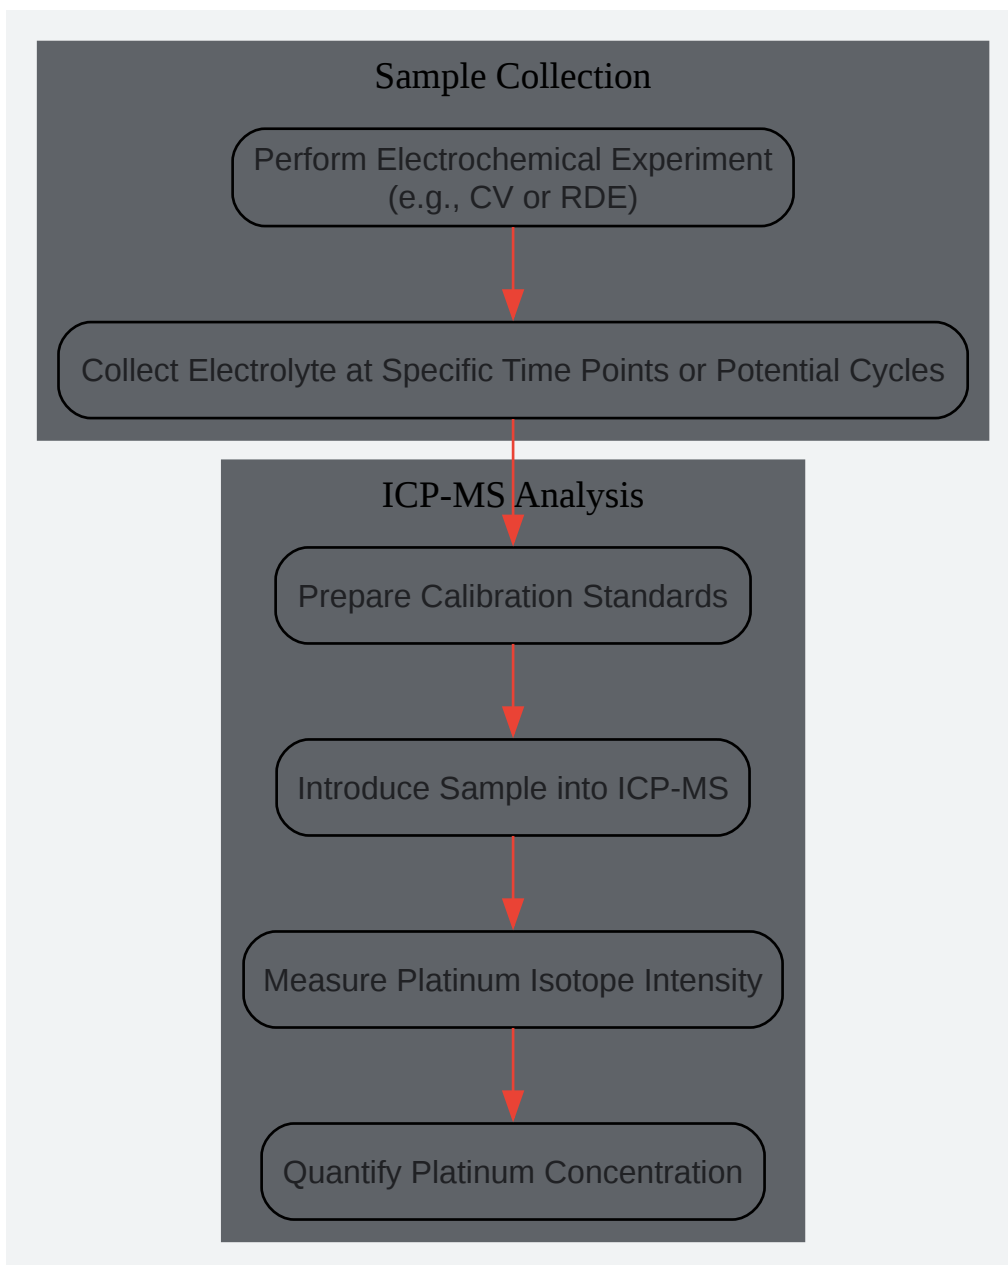 Sample Collection
Perform Electrochemical Experiment
(e.g., CV or RDE)
Collect Electrolyte at Specific Time Points or Potential Cycles
ICP-MS Analysis
Prepare Calibration Standards
Introduce Sample into ICP-MS
Measure Platinum Isotope Intensity
Quantify Platinum Concentration